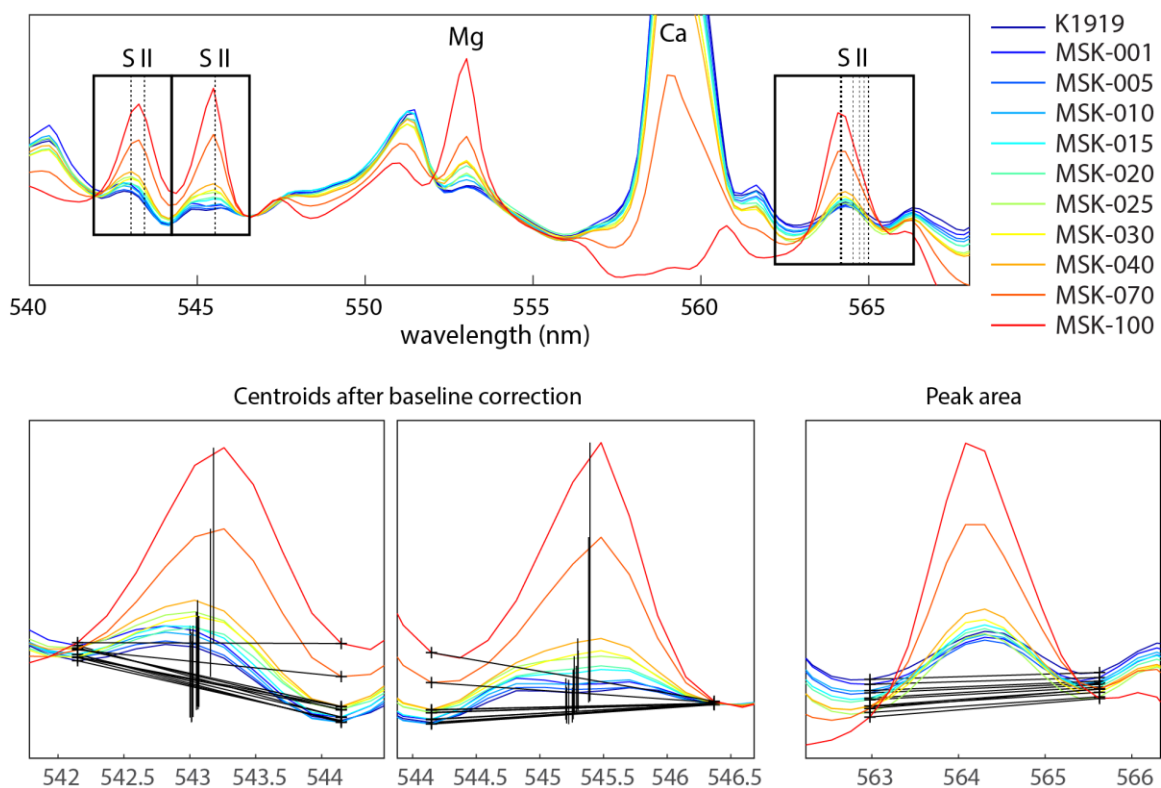 S II S II Mg Ca S II
540 545 550 555 560 565
wavelength (nm)
K1919
MSK-001
MSK-005
MSK-010
MSK-015
MSK-020
MSK-025
MSK-030
MSK-040
MSK-070
MSK-100
Centroids after baseline correction
Peak area
542 542.5 543 543.5 544
544 544.5 545 545.5 546 546.5
563 564 565 566